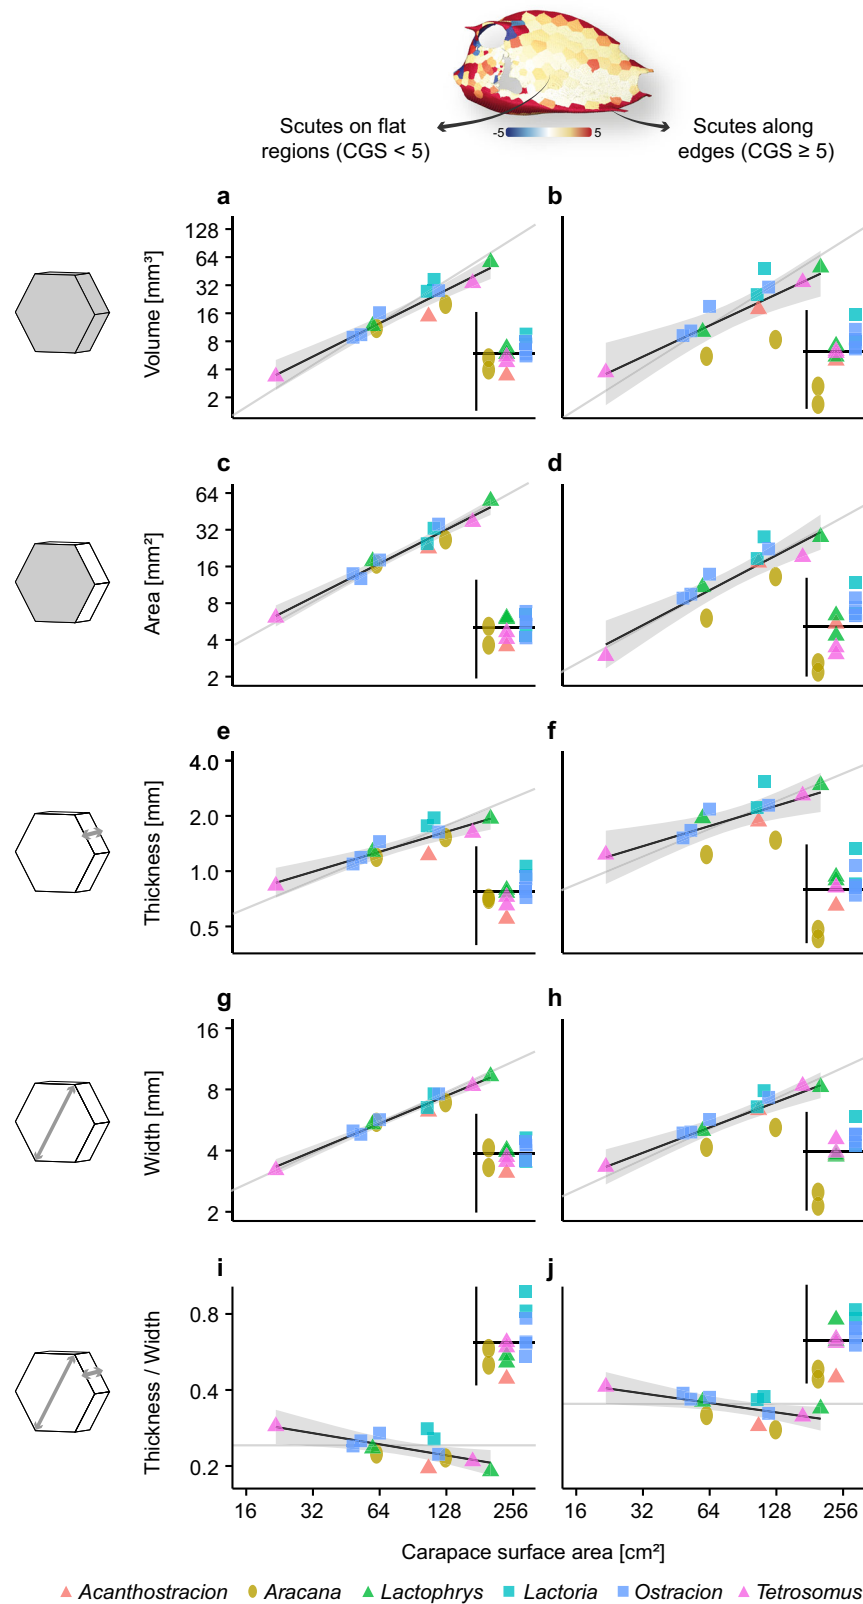 Scutes on flat
regions (CGS < 5)
-5
5
Scutes along
edges (CGS ≥ 5)
a
b
Volume [mm³]
128
64
32
16
8
4
2
c
d
Area [mm²]
64
32
16
8
4
2
e
f
Thickness [mm]
4.0
2.0
1.0
0.5
g
h
Width [mm]
16
8
4
2
i
j
Thickness / Width
0.8
0.4
0.2
16 32 64 128 256
16 32 64 128 256
Carapace surface area [cm²]
Acanthostracion Aracana Lactophrys Lactoria Ostracion Tetrosomus